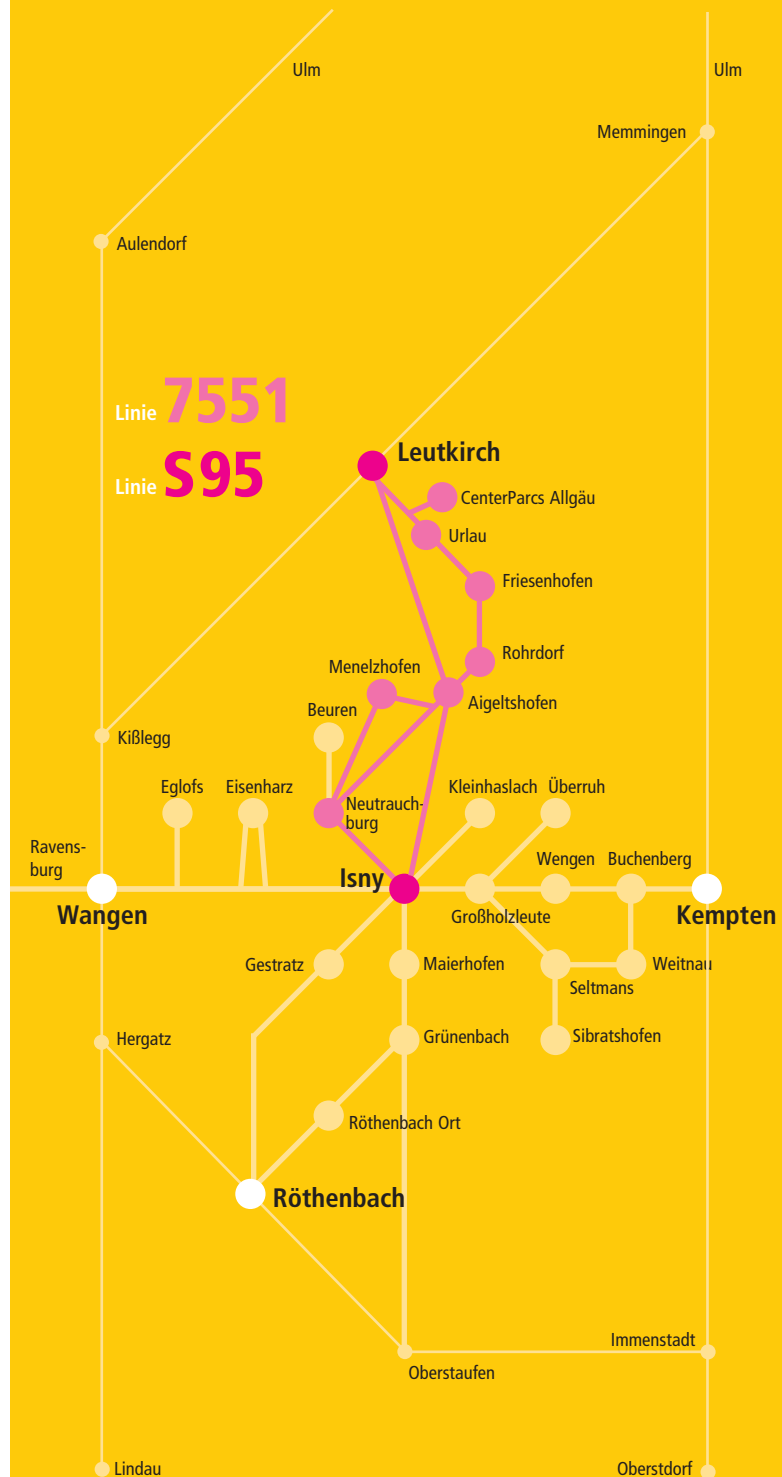 Ulm
Ulm
Memmingen
Aulendorf
Linie 7551
Linie S 95
Leutkirch
CenterParcs Allgäu
Urlau
Friesenhofen
Rohrdorf
Menelzhofen
Aigeltshofen
Beuren
Kißlegg
Eglofs
Eisenharz
Neutrauch-
burg
Kleinhaslach
Überruh
Ravens-
burg
Isny
Wengen
Buchenberg
Wangen
Großholzleute
Kempten
Gestratz
Maierhofen
Weitnau
Seltmans
Hergatz
Grünenbach
Sibratshofen
Röthenbach Ort
Röthenbach
Immenstadt
Oberstaufen
Lindau
Oberstdorf